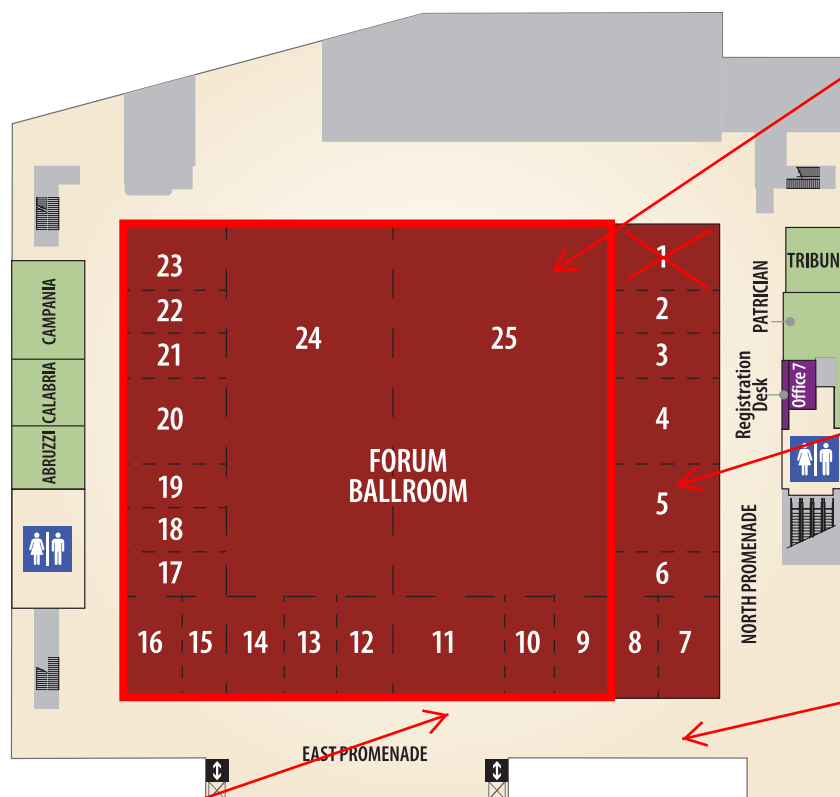 23
1
TRIBUN
22
2
24
25
3
21
CAMPANIA
PATRICIAN
20
4
Registration
Desk
Office 7
CALABRIA
FORUM
BALLROOM
ABRUZZI
19
5
18
17
6
NORTH PROMENADE
16
15
14
13
12
11
10
9
8
7
EAST PROMENADE